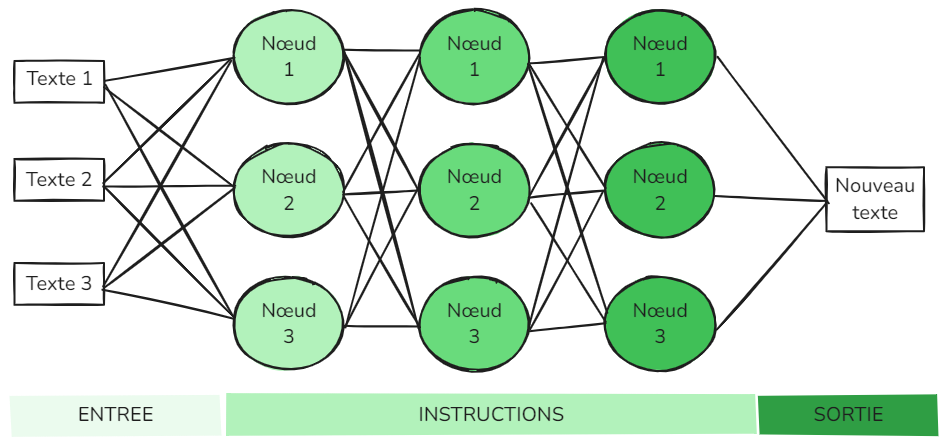 Texte 1
Texte 2
Texte 3
Nœud
1
Nœud
2
Nœud
3
Nœud
1
Nœud
2
Nœud
3
Nœud
1
Nœud
2
Nœud
3
Nouveau
texte
ENTREE
INSTRUCTIONS
SORTIE